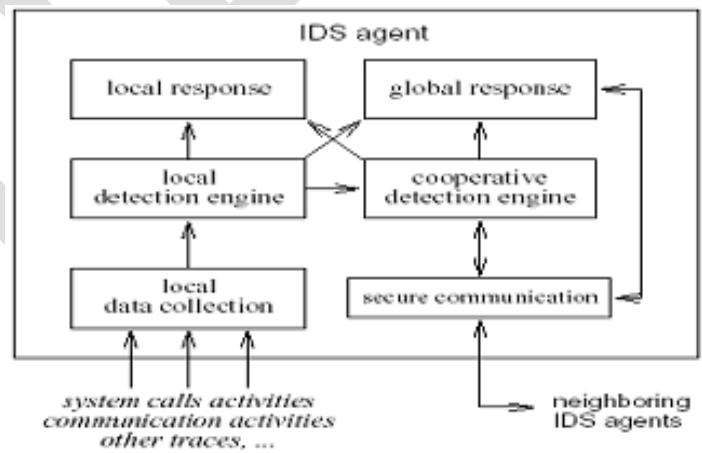 IDS agent
local response
global response
local
detection engine
cooperative
detection engine
local
data collection
secure communication
system calls activities
communication activities
other traces, ...
neighboring
IDS agents